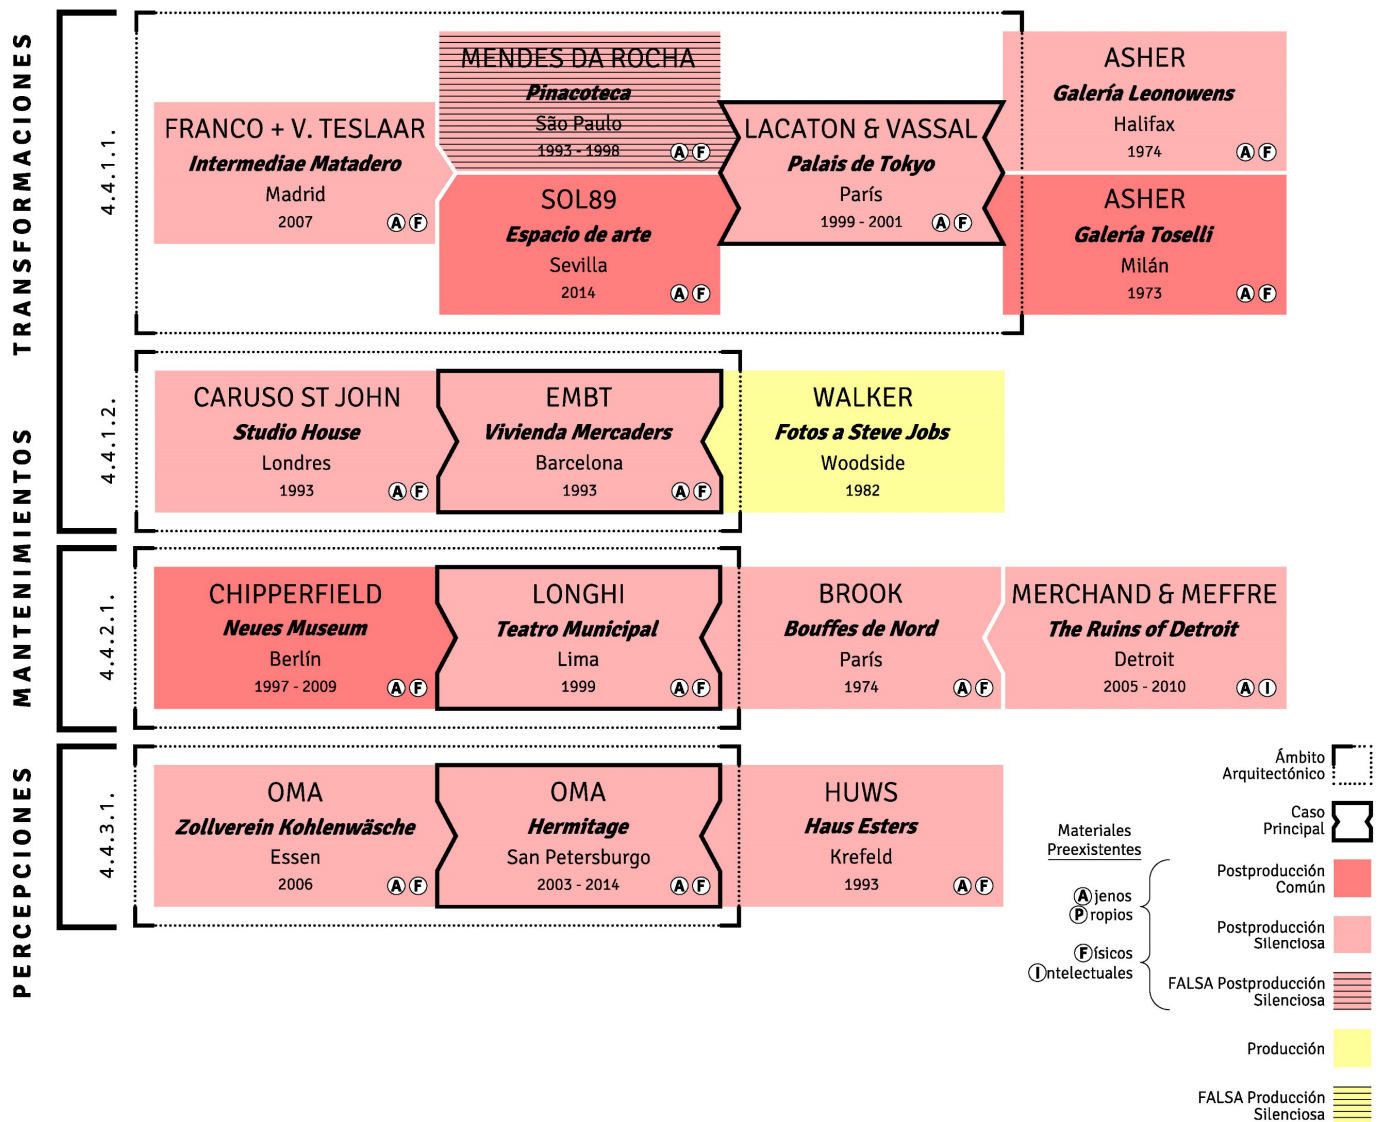 TRANSFORMACIONES
4.4.1.1.
FRANCO + V. TESLAAR
Intermediae Matadero
Madrid
2007
A F
MENDES DA ROCHA
Pinacoteca
São Paulo
1993 - 1998
A F
SOL89
Espacio de arte
Sevilla
2014
A F
LACATON & VASSAL
Palais de Tokyo
París
1999 - 2001
A F
ASHER
Galería Leonowens
Halifax
1974
A F
ASHER
Galería Toselli
Milán
1973
A F
4.4.1.2.
CARUSO ST JOHN
Studio House
Londres
1993
A F
EMBT
Vivienda Mercaders
Barcelona
1993
A F
WALKER
Fotos a Steve Jobs
Woodside
1982
MANTENIMIENTOS
4.4.2.1.
CHIPPERFIELD
Neues Museum
Berlín
1997 - 2009
A F
LONGHI
Teatro Municipal
Lima
1999
A F
BROOK
Bouffes de Nord
París
1974
A F
MERCHAND & MEFFRE
The Ruins of Detroit
Detroit
2005 - 2010
A I
PERCEPCIONES
4.4.3.1.
OMA
Zollverein Kohlenwäsche
Essen
2006
A F
OMA
Hermitage
San Petersburgo
2003 - 2014
A F
HUWS
Haus Esters
Krefeld
1993
A F
Materiales
Preexistentes
Ajenos
Propios
Físicos
Intelectuales
Ámbito
Arquitectónico
Caso
Principal
Postproducción
Común
Postproducción
Silenciosa
FALSA Postproducción
Silenciosa
Producción
FALSA Producción
Silenciosa